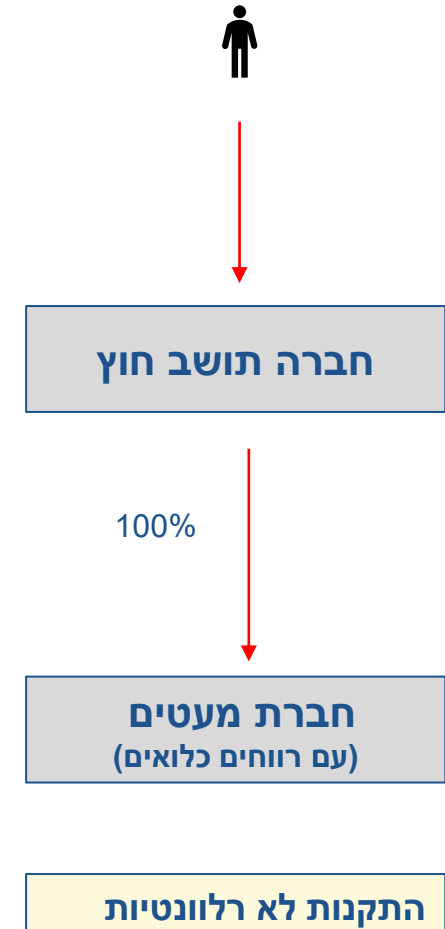 חברה תושב חוץ
100%
חברת מעטים
(עם רווחים כלואים)
התקנות לא רלוונטיות